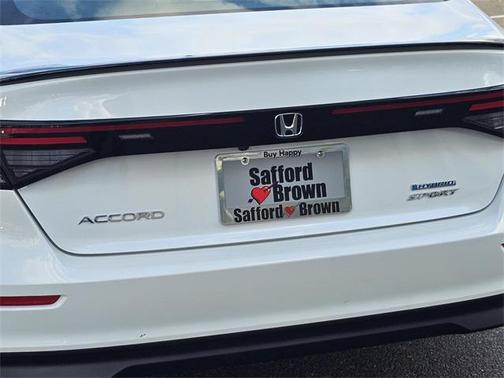 Buy Happy
Safford
Brown
Safford Brown
HYBRID
ACCORD
SPORT